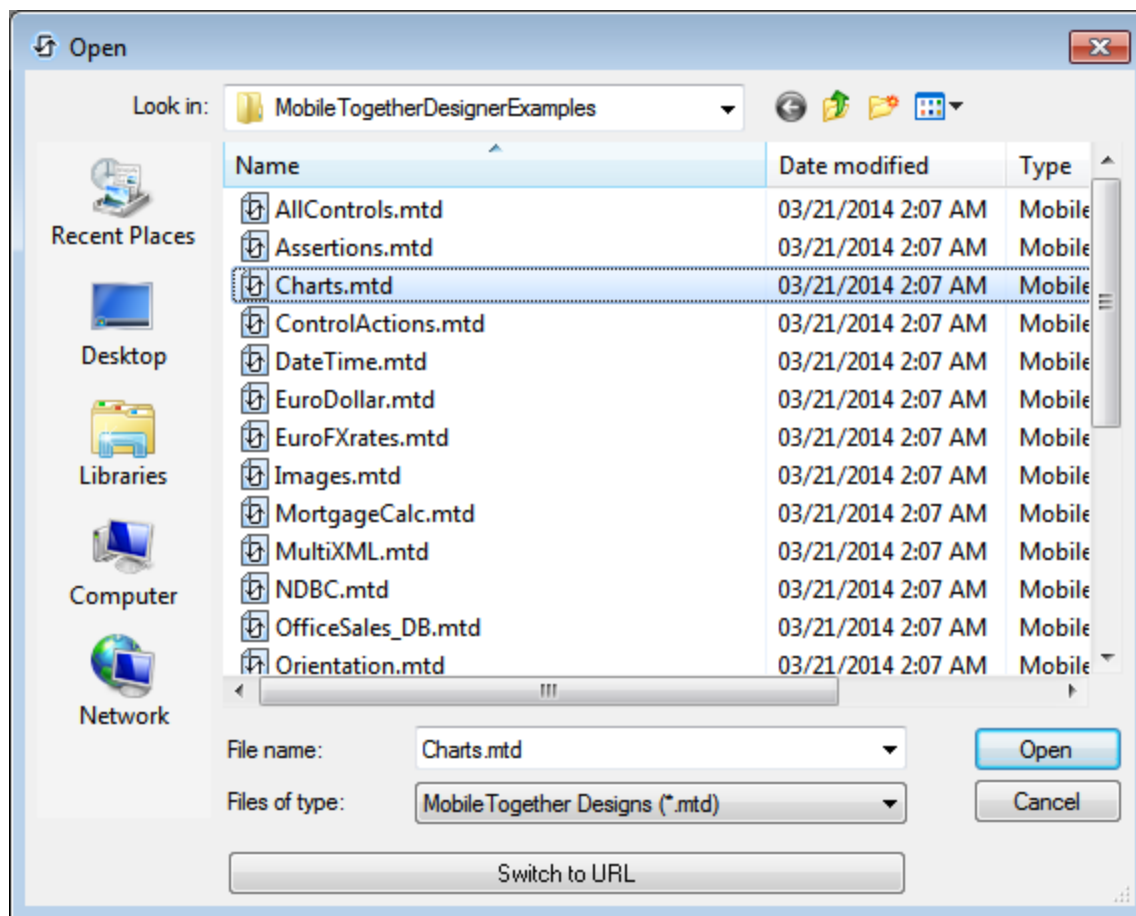 Open
Look in: MobileTogetherDesignerExamples
Name Date modified Type
Recent Places
Desktop
Libraries
Computer
Network
AllControls.mtd 03/21/2014 2:07 AM Mobile
Assertions.mtd 03/21/2014 2:07 AM Mobile
Charts.mtd 03/21/2014 2:07 AM Mobile
ControlActions.mtd 03/21/2014 2:07 AM Mobile
DateTime.mtd 03/21/2014 2:07 AM Mobile
EuroDollar.mtd 03/21/2014 2:07 AM Mobile
EuroFXrates.mtd 03/21/2014 2:07 AM Mobile
Images.mtd 03/21/2014 2:07 AM Mobile
MortgageCalc.mtd 03/21/2014 2:07 AM Mobile
MultiXML.mtd 03/21/2014 2:07 AM Mobile
NDBC.mtd 03/21/2014 2:07 AM Mobile
OfficeSales_DB.mtd 03/21/2014 2:07 AM Mobile
Orientation.mtd 03/21/2014 2:07 AM Mobile
File name: Charts.mtd Open
Files of type: MobileTogether Designs (*.mtd) Cancel
Switch to URL